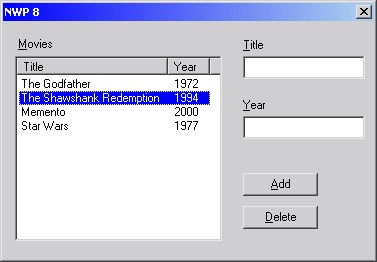 NWP 8
Movies
Title Year
The Godfather 1972
The Shawshank Redemption 1994
Memento 2000
Star Wars 1977
Title
Year
Add
Delete